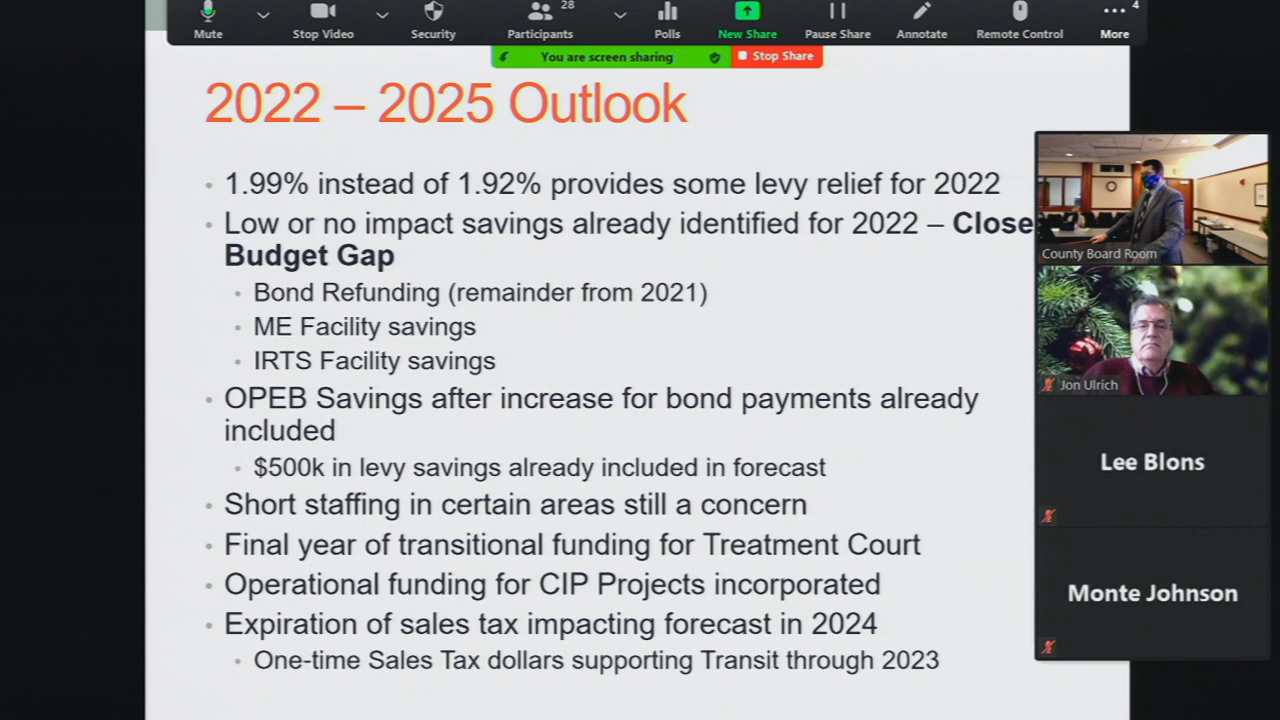 28
4
Mute
Stop Video
Security
Participants
Polls
New Share
Pause Share
Annotate
Remote Control
More
You are screen sharing
Stop Share
2022 – 2025 Outlook
1.99% instead of 1.92% provides some levy relief for 2022
Low or no impact savings already identified for 2022 – Close
Budget Gap
Bond Refunding (remainder from 2021)
ME Facility savings
IRTS Facility savings
OPEB Savings after increase for bond payments already
included
$500k in levy savings already included in forecast
Short staffing in certain areas still a concern
Final year of transitional funding for Treatment Court
Operational funding for CIP Projects incorporated
Expiration of sales tax impacting forecast in 2024
One-time Sales Tax dollars supporting Transit through 2023
County Board Room
Jon Ulrich
Lee Blons
Monte Johnson